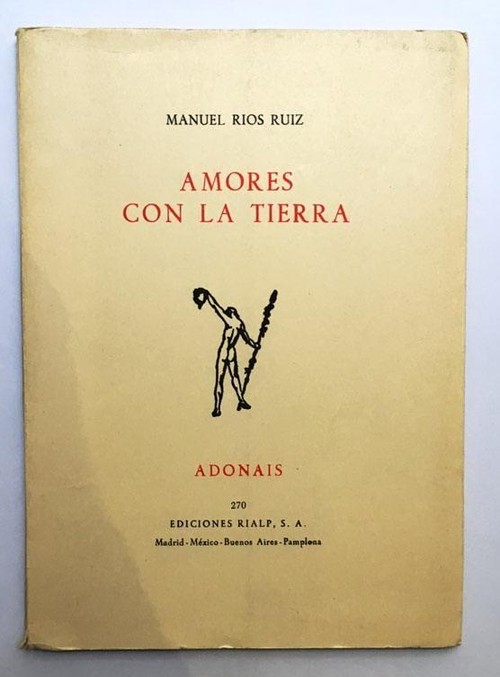 MANUEL RIOS RUIZ
AMORES
CON LA TIERRA
ADONAIS
270
EDICIONES RIALP, S. A.
Madrid - México - Buenos Aires - Pamplona